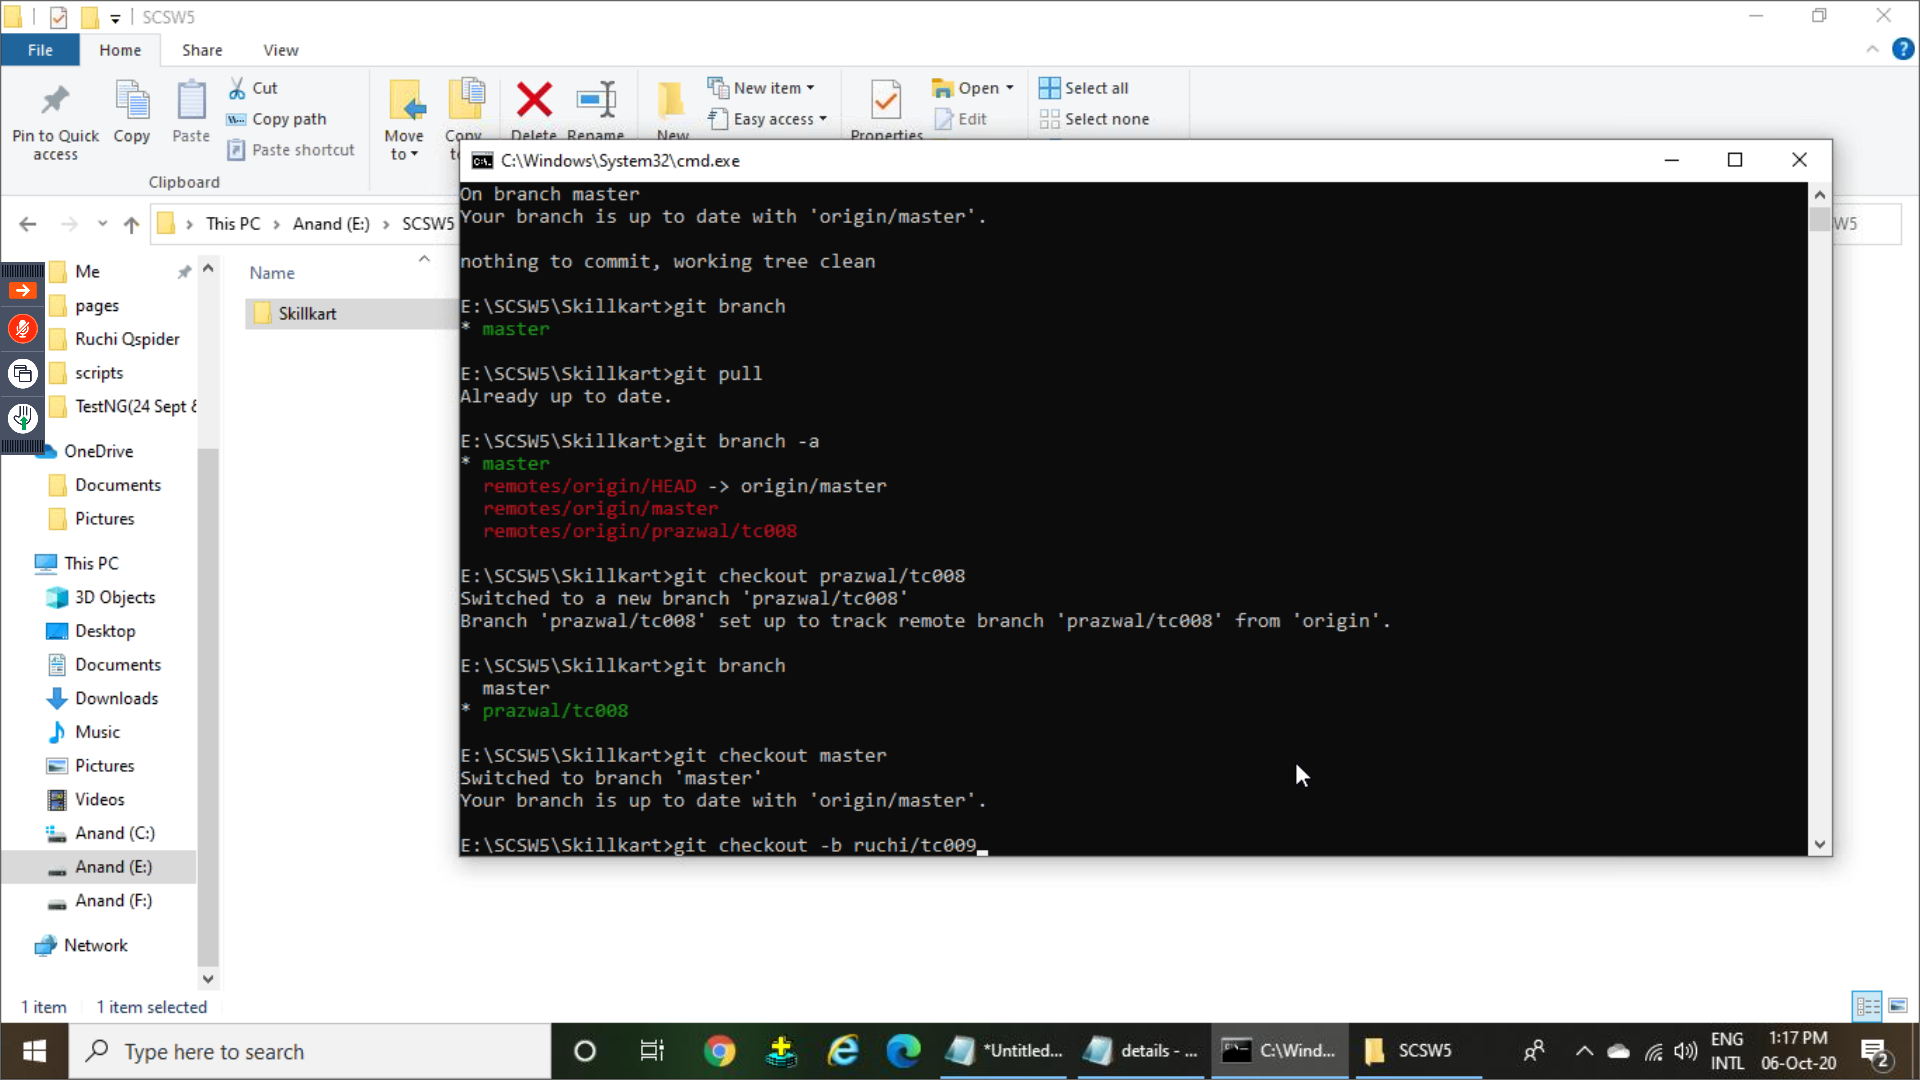 SCSW5
File
Home
Share
View
Pin to Quick access
Copy
Paste
Cut
Copy path
Paste shortcut
Clipboard
Move to
Copy
Delete
Rename
New
New item
Easy access
Properties
Open
Edit
Select all
Select none
C:\Windows\System32\cmd.exe
This PC > Anand (E:) > SCSW5
W5
Me
pages
Ruchi Qspider
scripts
TestNG(24 Sept &
OneDrive
Documents
Pictures
This PC
3D Objects
Desktop
Documents
Downloads
Music
Pictures
Videos
Anand (C:)
Anand (E:)
Anand (F:)
Network
Name
Skillkart
On branch master
Your branch is up to date with 'origin/master'.
nothing to commit, working tree clean
E:\SCSW5\Skillkart>git branch
* master
E:\SCSW5\Skillkart>git pull
Already up to date.
E:\SCSW5\Skillkart>git branch -a
* master
remotes/origin/HEAD -> origin/master
remotes/origin/master
remotes/origin/prazwal/tc008
E:\SCSW5\Skillkart>git checkout prazwal/tc008
Switched to a new branch 'prazwal/tc008'
Branch 'prazwal/tc008' set up to track remote branch 'prazwal/tc008' from 'origin'.
E:\SCSW5\Skillkart>git branch
master
* prazwal/tc008
E:\SCSW5\Skillkart>git checkout master
Switched to branch 'master'
Your branch is up to date with 'origin/master'.
E:\SCSW5\Skillkart>git checkout -b ruchi/tc009_
1 item
1 item selected
Type here to search
*Untitled...
details - ...
C:\Wind...
SCSW5
ENG
INTL
1:17 PM
06-Oct-20
2